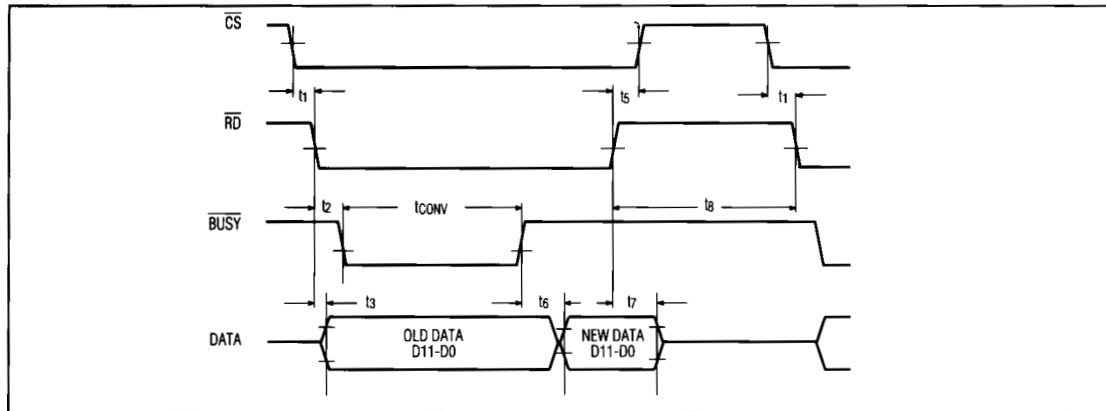 CS
t1 t5 t1
RD
t2 tCONV t8
BUSY
t3 t6 t7
DATA OLD DATA NEW DATA
D11-D0 D11-D0